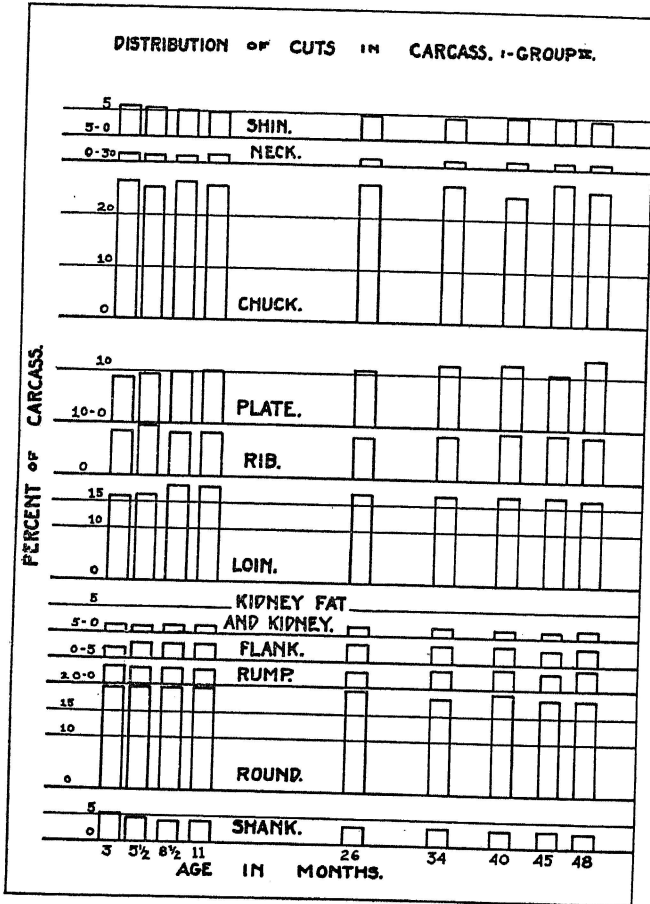 DISTRIBUTION OF CUTS IN CARCASS. :-GROUP IV.
PERCENT OF CARCASS.
5
SHIN.
5-0
NECK.
0-30
20
10
0
CHUCK.
10
PLATE.
10-0
RIB.
0
15
10
LOIN.
0
5
KIDNEY FAT
AND KIDNEY.
5-0
FLANK.
0-5
RUMP.
20-0
15
10
ROUND.
0
5
SHANK.
0
3 5½ 8½ 11 26 34 40 45 48
AGE IN MONTHS.